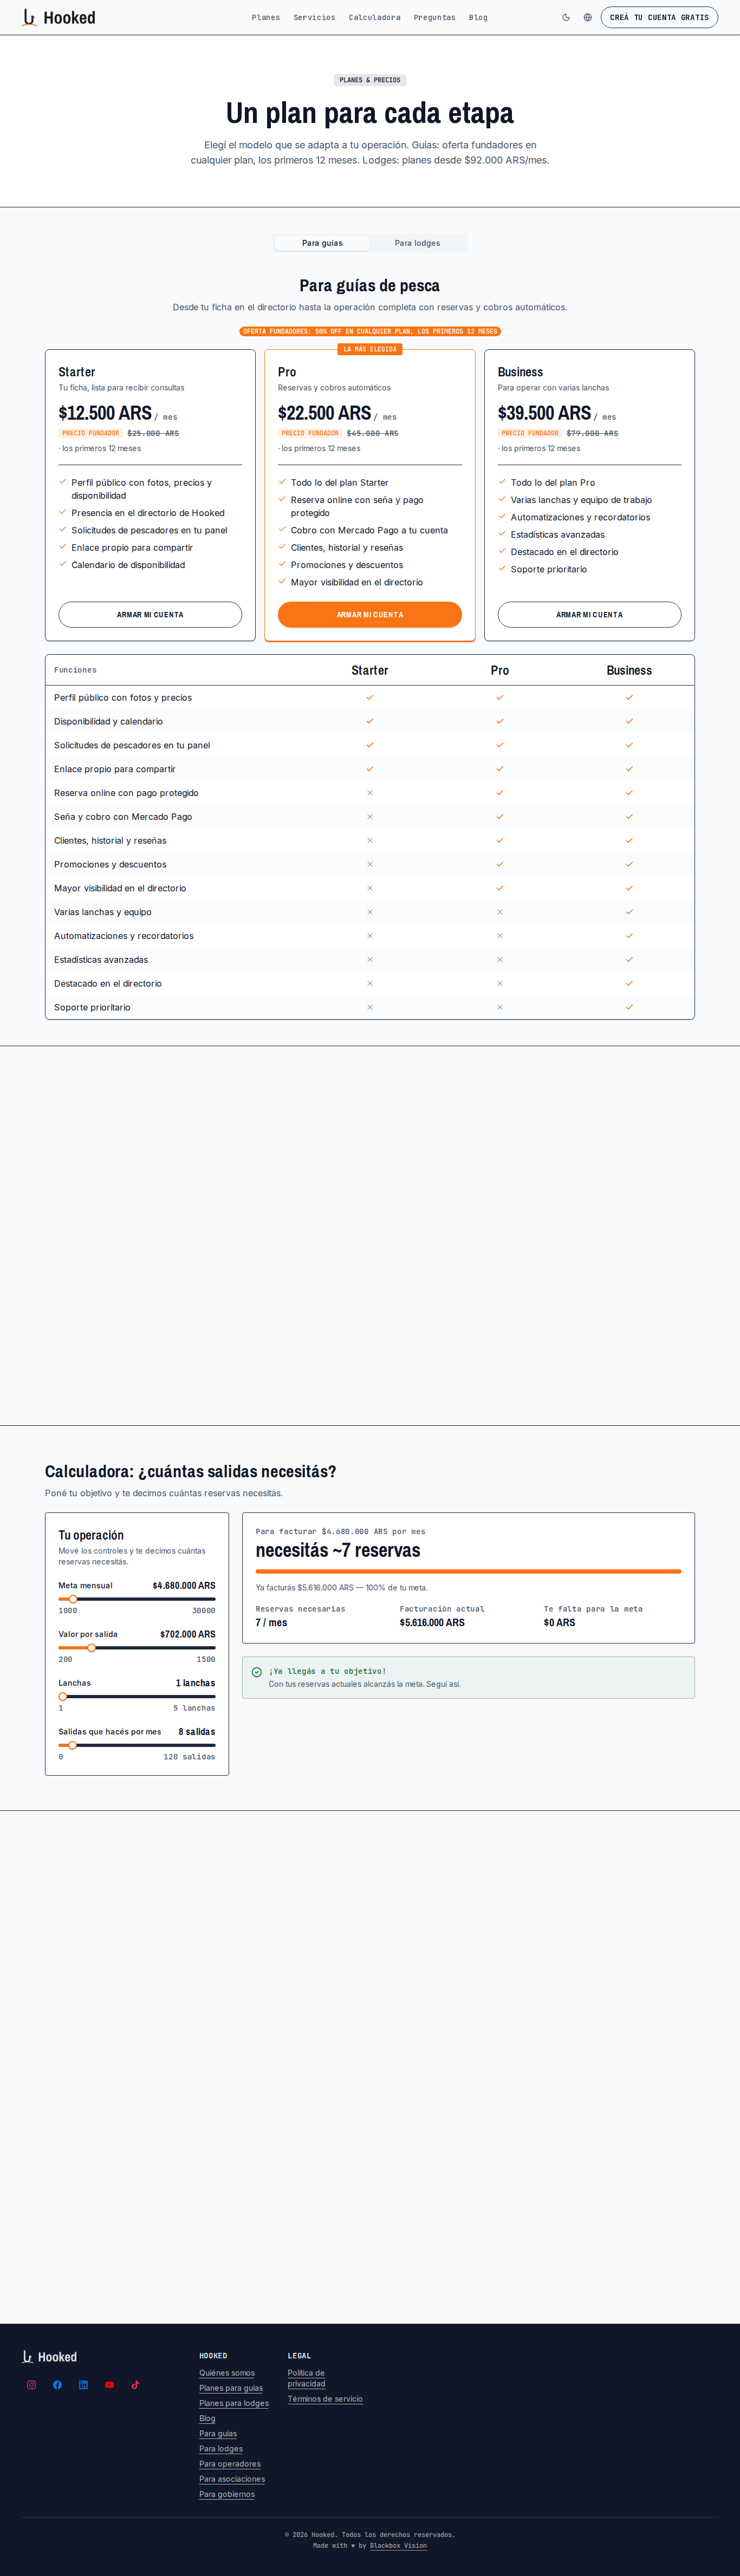 Hooked
Planes Servicios Calculadora Preguntas Blog
CREÁ TU CUENTA GRATIS
PLANES & PRECIOS
Un plan para cada etapa
Elegí el modelo que se adapta a tu operación. Guías: oferta fundadores en
cualquier plan, los primeros 12 meses. Lodges: planes desde $92.000 ARS/mes.
Para guías
Para lodges
Para guías de pesca
Desde tu ficha en el directorio hasta la operación completa con reservas y cobros automáticos.
OFERTA FUNDADORES: 50% OFF EN CUALQUIER PLAN, LOS PRIMEROS 12 MESES
Starter
Tu ficha, lista para recibir consultas
$12.500 ARS / mes
PRECIO FUNDADOR $25.000 ARS
· los primeros 12 meses
Perfil público con fotos, precios y
disponibilidad
Presencia en el directorio de Hooked
Solicitudes de pescadores en tu panel
Enlace propio para compartir
Calendario de disponibilidad
ARMAR MI CUENTA
LA MÁS ELEGIDA
Pro
Reservas y cobros automáticos
$22.500 ARS / mes
PRECIO FUNDADOR $45.000 ARS
· los primeros 12 meses
Todo lo del plan Starter
Reserva online con seña y pago
protegido
Cobro con Mercado Pago a tu cuenta
Clientes, historial y reseñas
Promociones y descuentos
Mayor visibilidad en el directorio
ARMAR MI CUENTA
Business
Para operar con varias lanchas
$39.500 ARS / mes
PRECIO FUNDADOR $79.000 ARS
· los primeros 12 meses
Todo lo del plan Pro
Varias lanchas y equipo de trabajo
Automatizaciones y recordatorios
Estadísticas avanzadas
Destacado en el directorio
Soporte prioritario
ARMAR MI CUENTA
Funciones Starter Pro Business
Perfil público con fotos y precios
Disponibilidad y calendario
Solicitudes de pescadores en tu panel
Enlace propio para compartir
Reserva online con pago protegido
Seña y cobro con Mercado Pago
Clientes, historial y reseñas
Promociones y descuentos
Mayor visibilidad en el directorio
Varias lanchas y equipo
Automatizaciones y recordatorios
Estadísticas avanzadas
Destacado en el directorio
Soporte prioritario
Calculadora: ¿cuántas salidas necesitás?
Poné tu objetivo y te decimos cuántas reservas necesitás.
Tu operación
Mové los controles y te decimos cuántas
reservas necesitás.
Meta mensual $4.680.000 ARS
1000 30000
Valor por salida $702.000 ARS
200 1500
Lanchas 1 lanchas
1 5 lanchas
Salidas que hacés por mes 8 salidas
0 120 salidas
Para facturar $4.680.000 ARS por mes
necesitás ~7 reservas
Ya facturás $5.616.000 ARS — 100% de tu meta.
Reservas necesarias
7 / mes
Facturación actual
$5.616.000 ARS
Te falta para la meta
$0 ARS
¡Ya llegás a tu objetivo!
Con tus reservas actuales alcanzás la meta. Seguí así.
Hooked
HOOKED
Quiénes somos
Planes para guías
Planes para lodges
Blog
Para guías
Para lodges
Para operadores
Para asociaciones
Para gobiernos
LEGAL
Política de
privacidad
Términos de servicio
© 2026 Hooked. Todos los derechos reservados.
Made with ♥ by Blackbox Vision